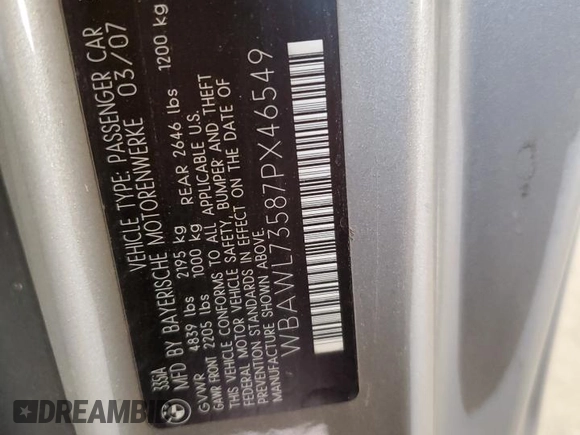 335iA
VEHICLE TYPE: PASSENGER CAR
MFD BY BAYERISCHE MOTORENWERKE 03/07
GVWR 4839 lbs 2195 kg REAR 2646 lbs 1200 kg
GAWR FRONT 2205 lbs 1000 kg
THIS VEHICLE CONFORMS TO ALL APPLICABLE U.S.
FEDERAL MOTOR VEHICLE SAFETY, BUMPER AND THEFT
PREVENTION STANDARDS IN EFFECT ON THE DATE OF
MANUFACTURE SHOWN ABOVE.
WBAWL73587PX46549